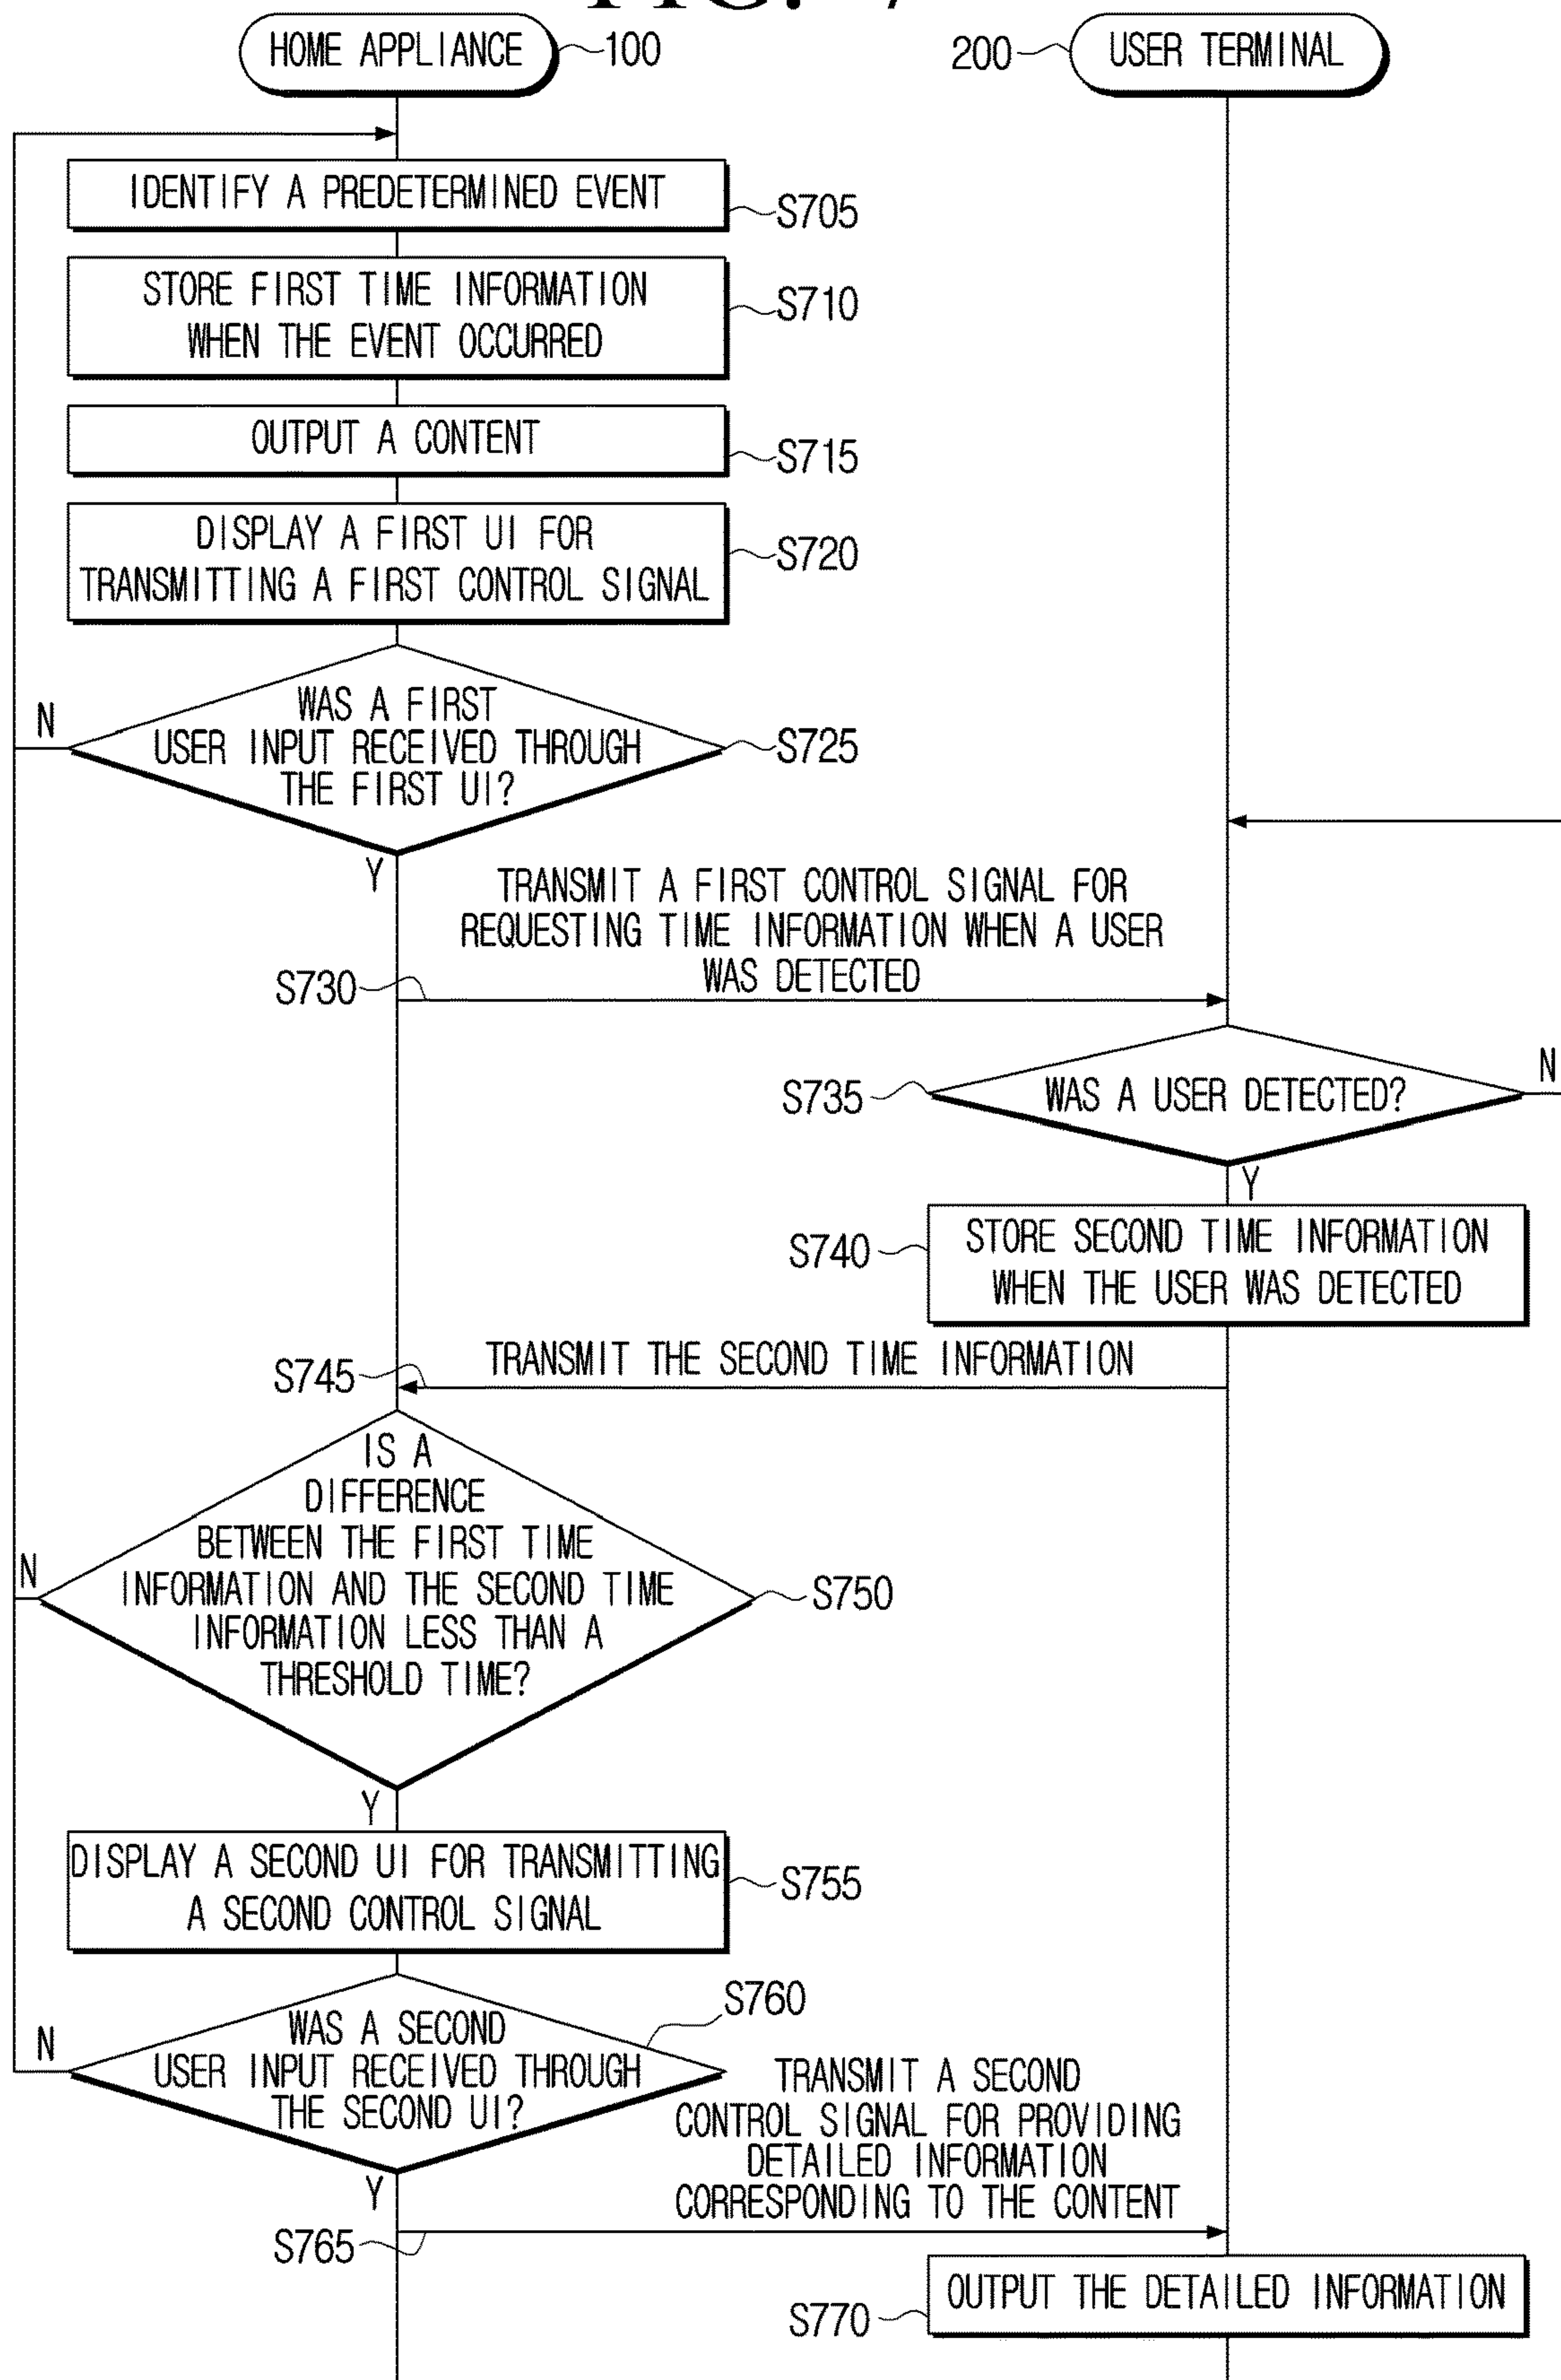 FIG. 7
HOME APPLIANCE
100
200
USER TERMINAL
IDENTIFY A PREDETERMINED EVENT
S705
STORE FIRST TIME INFORMATION
WHEN THE EVENT OCCURRED
S710
OUTPUT A CONTENT
S715
DISPLAY A FIRST UI FOR
TRANSMITTING A FIRST CONTROL SIGNAL
S720
N
WAS A FIRST
USER INPUT RECEIVED THROUGH
THE FIRST UI?
S725
Y
TRANSMIT A FIRST CONTROL SIGNAL FOR
REQUESTING TIME INFORMATION WHEN A USER
WAS DETECTED
S730
S735
WAS A USER DETECTED?
N
Y
S740
STORE SECOND TIME INFORMATION
WHEN THE USER WAS DETECTED
S745
TRANSMIT THE SECOND TIME INFORMATION
N
IS A
DIFFERENCE
BETWEEN THE FIRST TIME
INFORMATION AND THE SECOND TIME
INFORMATION LESS THAN A
THRESHOLD TIME?
S750
Y
DISPLAY A SECOND UI FOR TRANSMITTING
A SECOND CONTROL SIGNAL
S755
S760
N
WAS A SECOND
USER INPUT RECEIVED THROUGH
THE SECOND UI?
Y
TRANSMIT A SECOND
CONTROL SIGNAL FOR PROVIDING
DETAILED INFORMATION
CORRESPONDING TO THE CONTENT
S765
OUTPUT THE DETAILED INFORMATION
S770